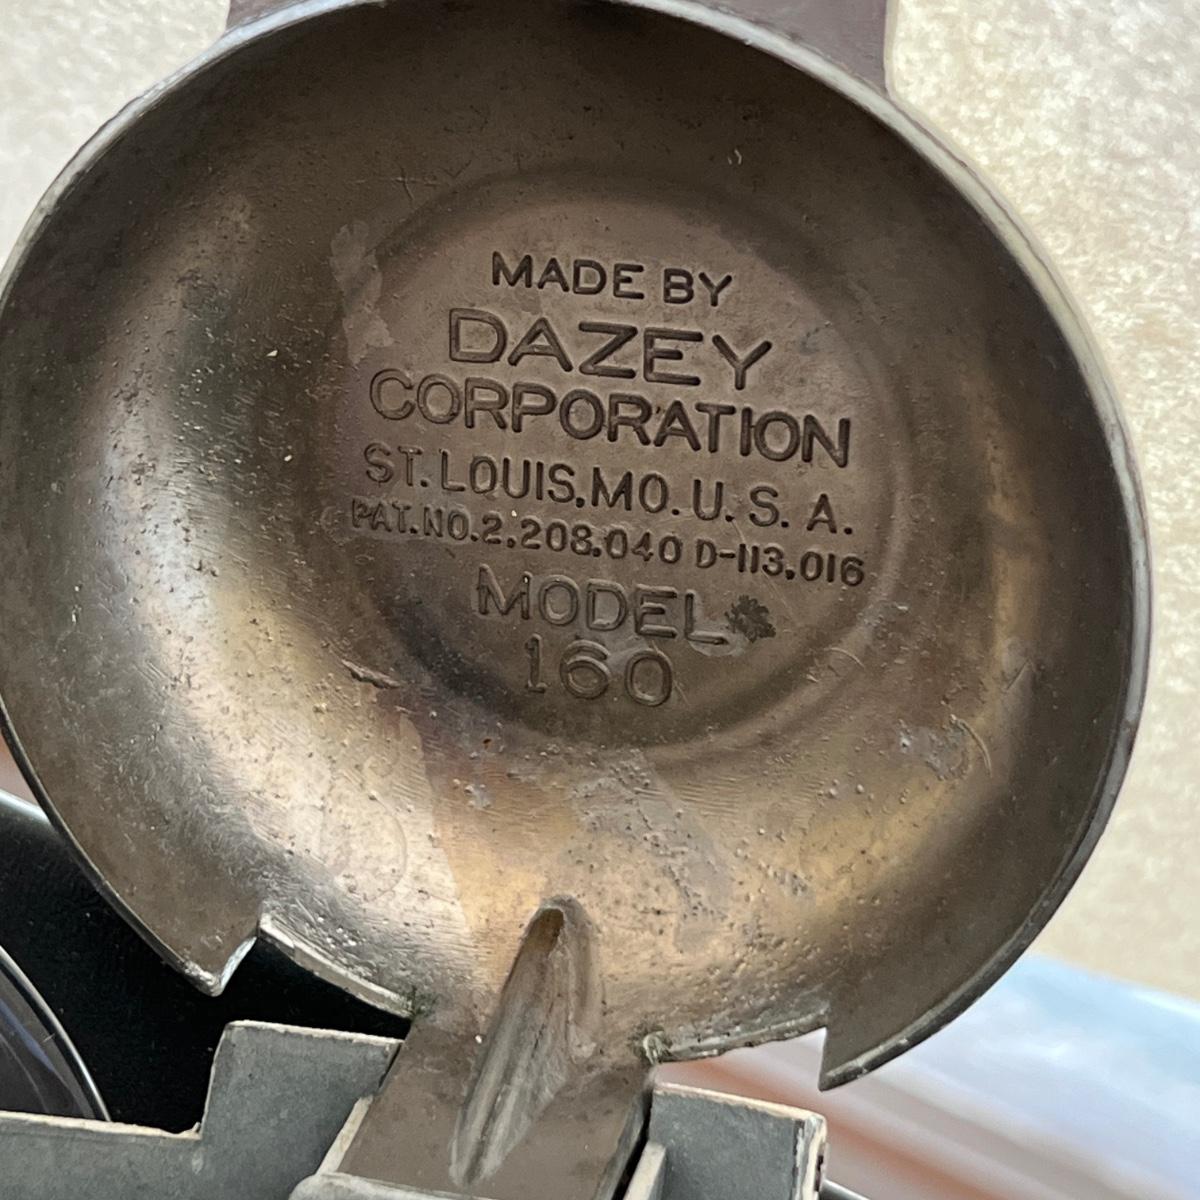 MADE BY
DAZEY
CORPORATION
ST. LOUIS, MO. U. S. A.
PAT. NO. 2,208,040 D-113,016
MODEL
160